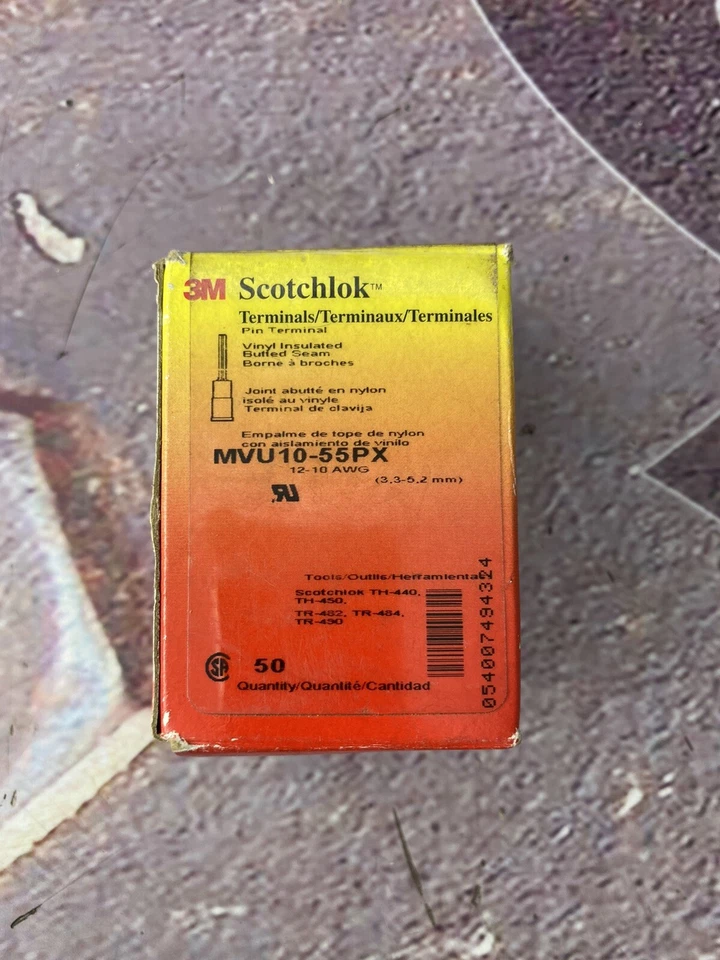 3M Scotchlok™
Terminals/Terminaux/Terminales
Pin Terminal
Vinyl Insulated
Butted Seam
Borne à broches
Joint abutté en nylon
isolé au vinyle
Terminal de clavija
Empalme de tope de nylon
con aislamiento de vinilo
MVU10-55PX
12-10 AWG
(3,3-5,2 mm)
Tools/Outils/Herramientas
Scotchlok TH-440,
TH-450,
TR-482, TR-484,
TR-490
50
Quantity/Quantité/Cantidad
054007494324